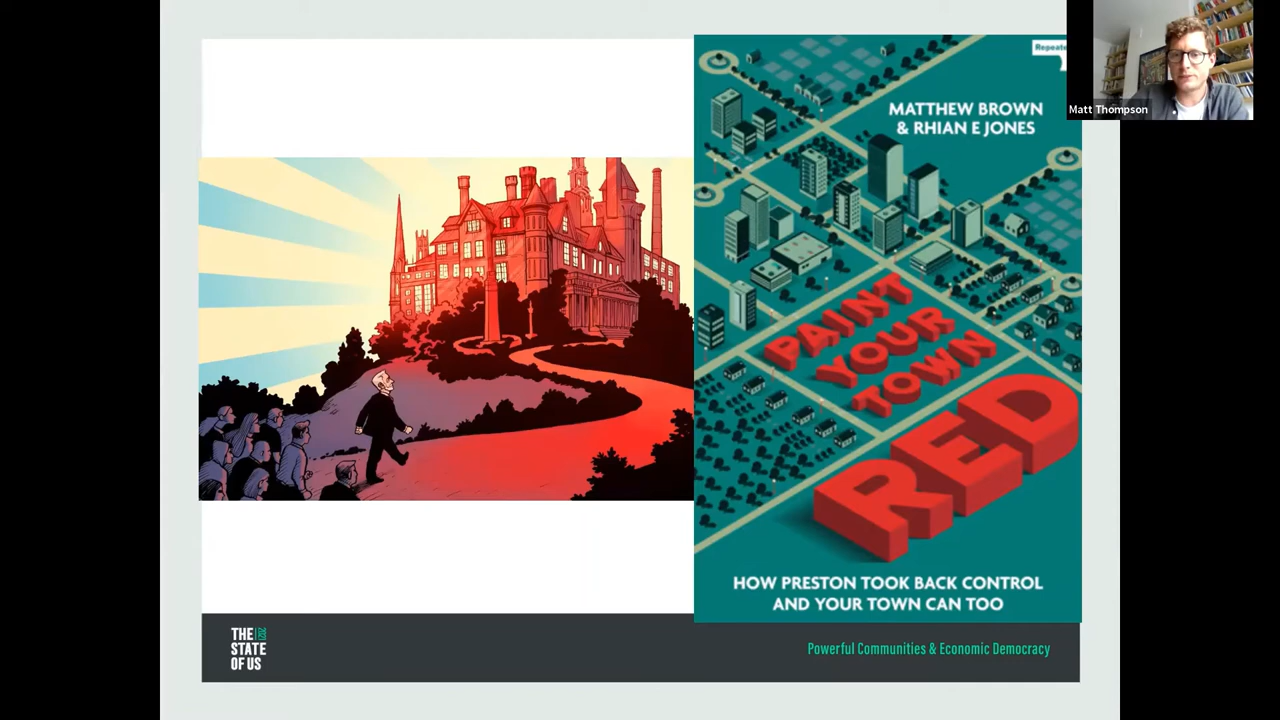 Repeate
MATTHEW BROWN
& RHIAN E JONES
Matt Thompson
PAINT
YOUR
TOWN
RED
HOW PRESTON TOOK BACK CONTROL
AND YOUR TOWN CAN TOO
THE
STATE
OF US
Powerful Communities & Economic Democracy